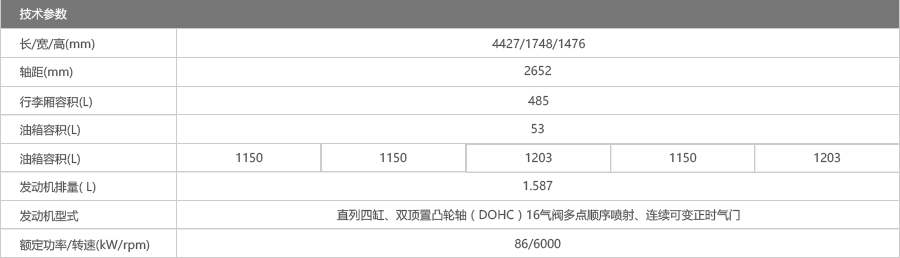 技术参数
长/宽/高(mm) 4427/1748/1476
轴距(mm) 2652
行李厢容积(L) 485
油箱容积(L) 53
油箱容积(L) 1150 1150 1203 1150 1203
发动机排量( L) 1.587
发动机型式 直列四缸、双顶置凸轮轴（DOHC）16气阀多点顺序喷射、连续可变正时气门
额定功率/转速(kW/rpm) 86/6000